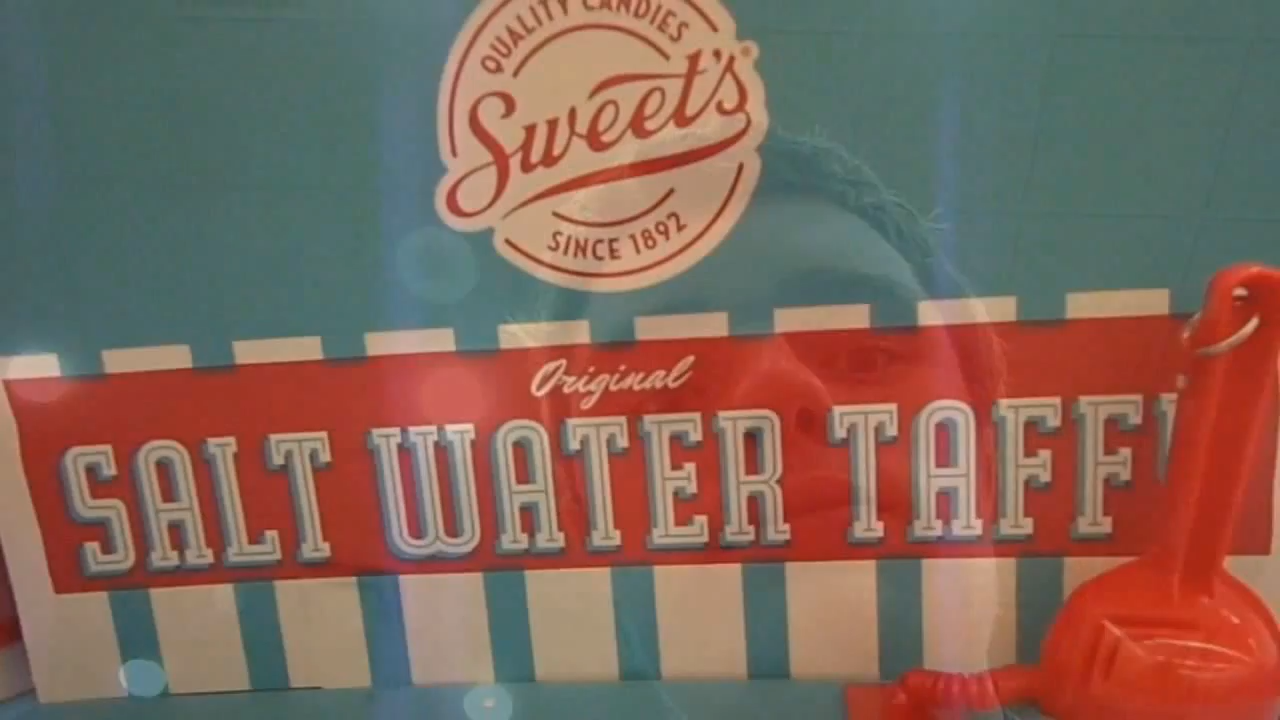 QUALITY CANDIES
Sweet's®
SINCE 1892
Original
SALT WATER TAFF